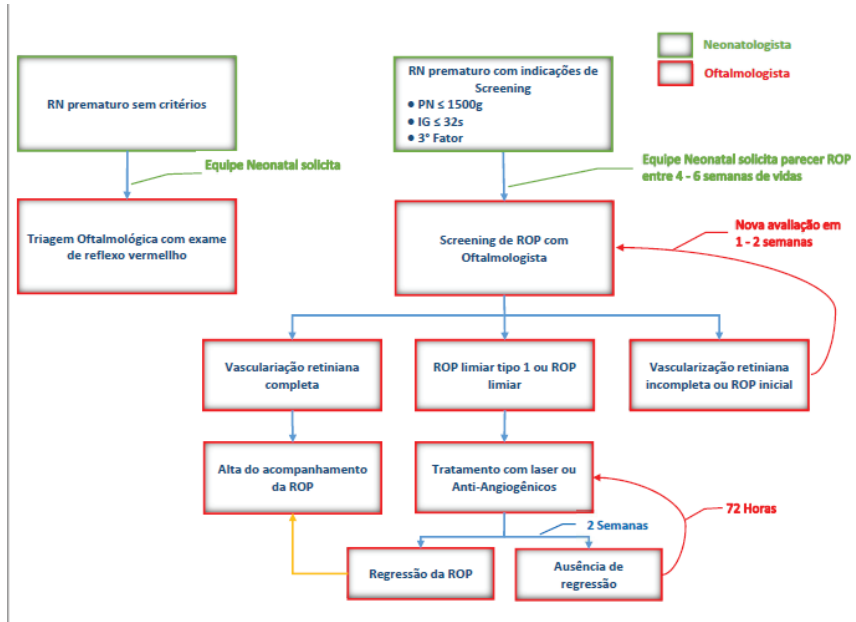 Neonatologista
Oftalmologista
RN prematuro sem critérios
RN prematuro com indicações de
Screening
● PN ≤ 1500g
● IG ≤ 32s
● 3° Fator
Equipe Neonatal solicita
Equipe Neonatal solicita parecer ROP
entre 4 - 6 semanas de vidas
Triagem Oftalmológica com exame
de reflexo vermellho
Screening de ROP com
Oftalmologista
Nova avaliação em
1 - 2 semanas
Vasculariação retiniana
completa
ROP limiar tipo 1 ou ROP
limiar
Vascularização retiniana
incompleta ou ROP inicial
Alta do acompanhamento
da ROP
Tratamento com laser ou
Anti-Angiogênicos
72 Horas
2 Semanas
Regressão da ROP
Ausência de
regressão